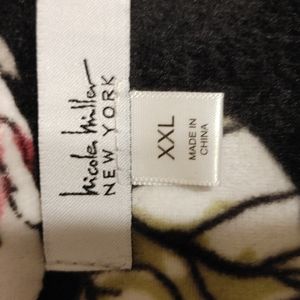 nicole miller
NEW YORK
XXL
MADE IN
CHINA